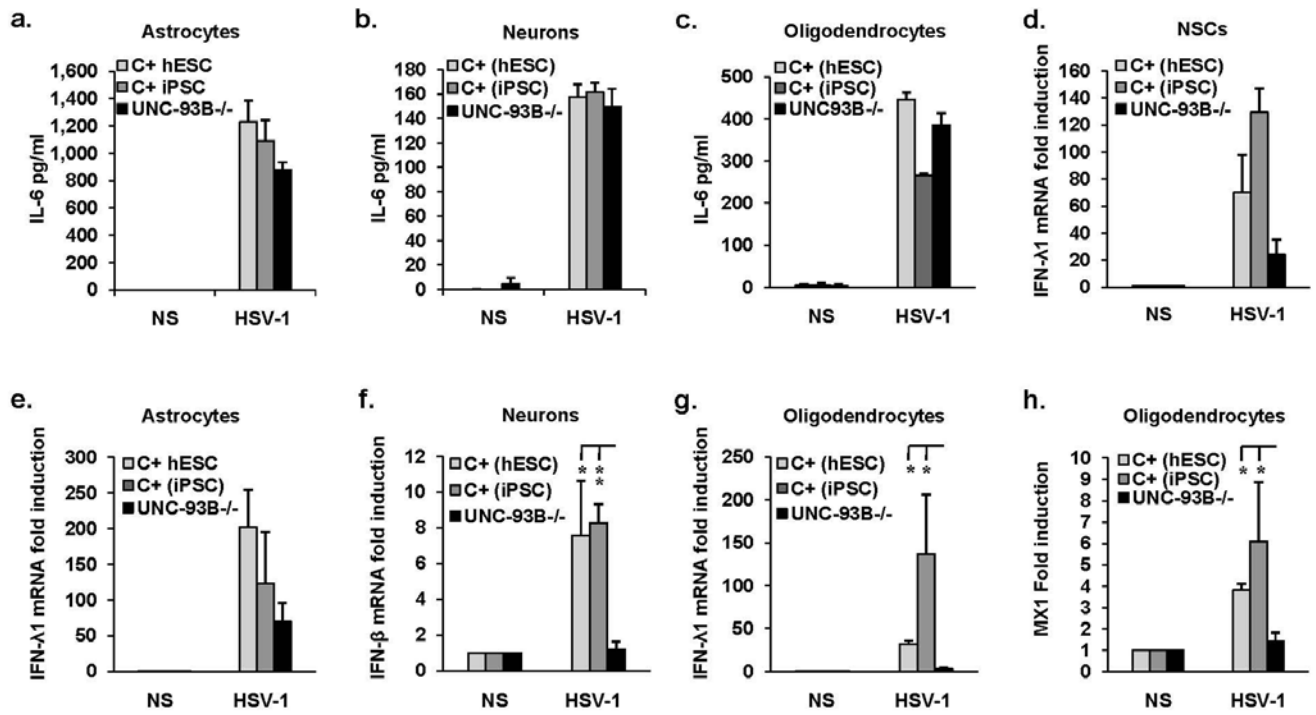 a.
Astrocytes
C+ hESC
C+ iPSC
UNC-93B-/-
IL-6 pg/ml
1,600
1,400
1,200
1,000
800
600
400
200
0
NS
HSV-1
b.
Neurons
C+ (hESC)
C+ (iPSC)
UNC-93B-/-
IL-6 pg/ml
180
160
140
120
100
80
60
40
20
0
NS
HSV-1
c.
Oligodendrocytes
C+ (hESC)
C+ (iPSC)
UNC93B-/-
IL-6 pg/ml
500
400
300
200
100
0
NS
HSV-1
d.
NSCs
C+ (hESC)
C+ (iPSC)
UNC-93B-/-
IFN-λ1 mRNA fold induction
160
140
120
100
80
60
40
20
0
NS
HSV-1
e.
Astrocytes
C+ hESC
C+ (iPSC)
UNC-93B-/-
IFN-λ1 mRNA fold induction
300
250
200
150
100
50
0
NS
HSV-1
f.
Neurons
C+ (hESC)
C+ (iPSC)
UNC-93B-/-
IFN-β mRNA fold induction
14
12
10
8
6
4
2
0
* **
NS
HSV-1
g.
Oligodendrocytes
C+ (hESC)
C+ (iPSC)
UNC-93B-/-
IFN-λ1 mRNA fold induction
250
200
150
100
50
0
* *
NS
HSV-1
h.
Oligodendrocytes
C+ (hESC)
C+ (iPSC)
UNC-93B-/-
MX1 Fold induction
10
9
8
7
6
5
4
3
2
1
0
* *
NS
HSV-1